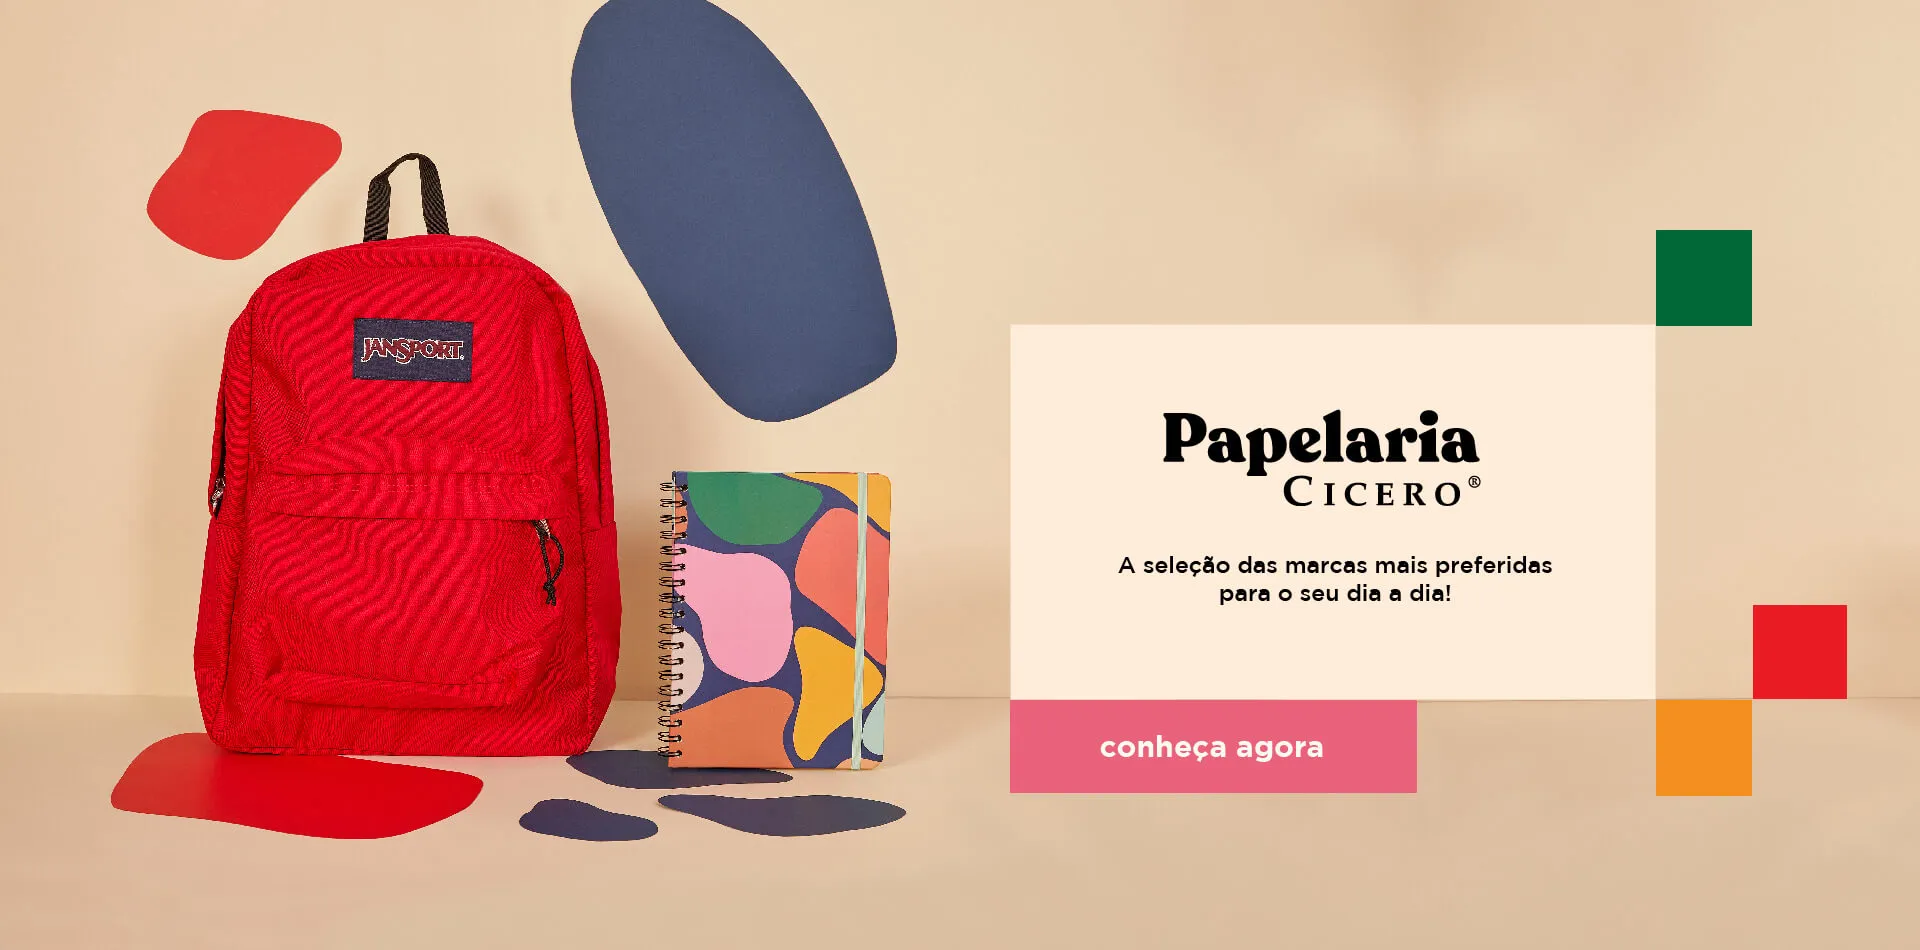 JANSPORT®
Papelaria
CICERO®
A seleção das marcas mais preferidas
para o seu dia a dia!
conheça agora